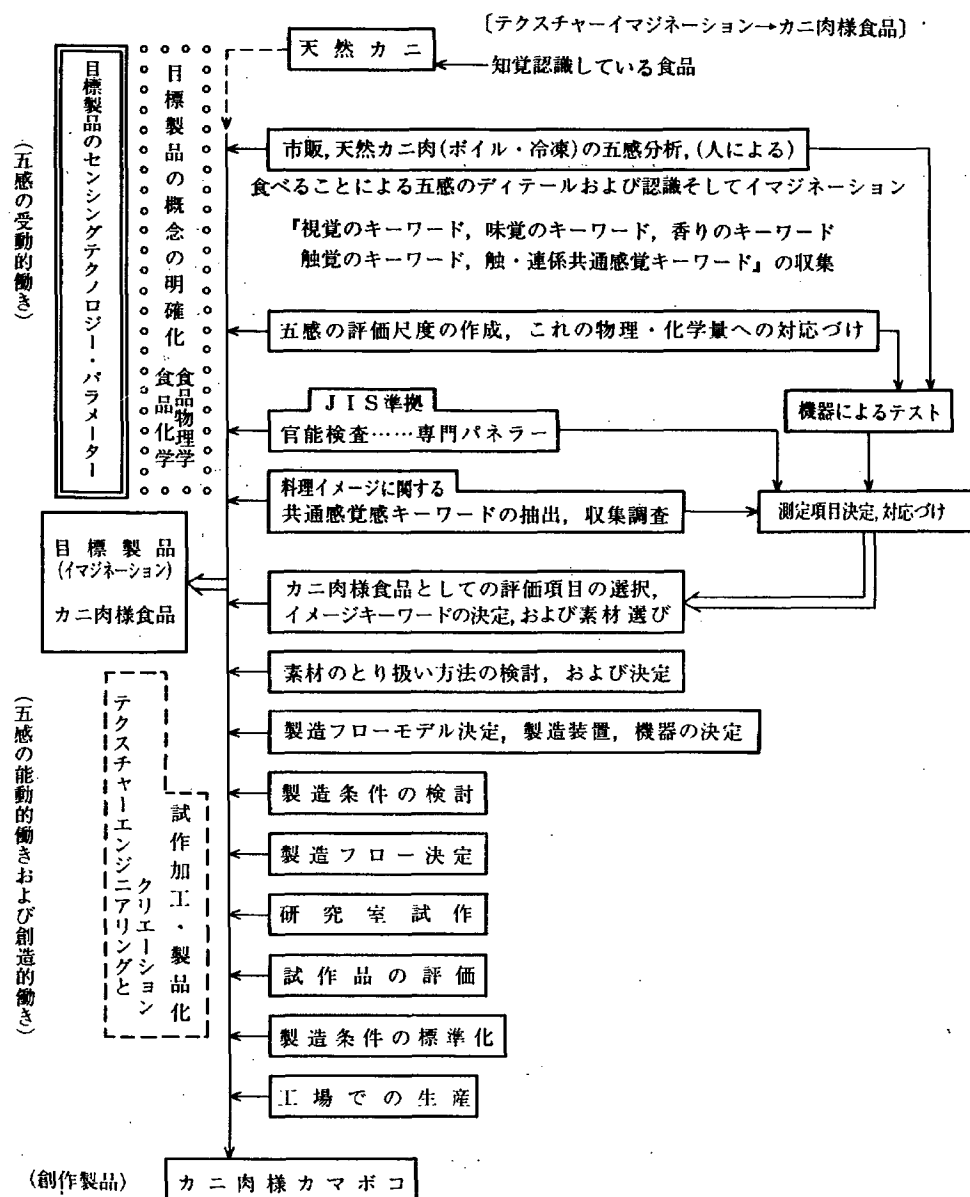 〔テクスチャーイマジネーション→カニ肉様食品〕
天然カニ
知覚認識している食品
(五感の受動的働き)
目標製品のセンシングテクノロジー・パラメーター
目標製品の概念の明確化
食品物理学
食品化学
市販,天然カニ肉(ボイル・冷凍)の五感分析,(人による)
食べることによる五感のディテールおよび認識そしてイマジネーション
『視覚のキーワード,味覚のキーワード,香りのキーワード
触覚のキーワード,触・連係共通感覚キーワード』の収集
五感の評価尺度の作成,これの物理・化学量への対応づけ
機器によるテスト
JIS準拠
官能検査……専門パネラー
料理イメージに関する
共通感覚感キーワードの抽出,収集調査
測定項目決定,対応づけ
目標製品
(イマジネーション)
カニ肉様食品
カニ肉様食品としての評価項目の選択,
イメージキーワードの決定,および素材選び
素材のとり扱い方法の検討,および決定
(五感の能動的働きおよび創造的働き)
テクスチャーエンジニアリングと
クリエーション
試作加工・製品化
製造フローモデル決定,製造装置,機器の決定
製造条件の検討
製造フロー決定
研究室試作
試作品の評価
製造条件の標準化
工場での生産
(創作製品)
カニ肉様カマボコ